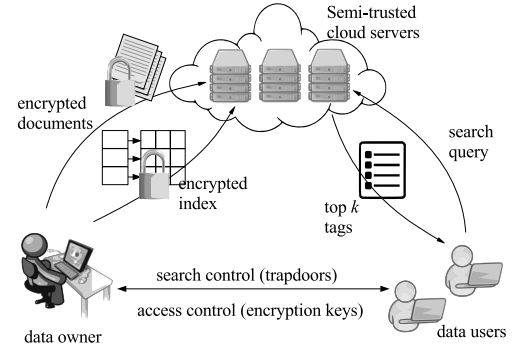 Semi-trusted
cloud servers
encrypted
documents
search
query
encrypted
index
top k
tags
search control (trapdoors)
access control (encryption keys)
data owner
data users